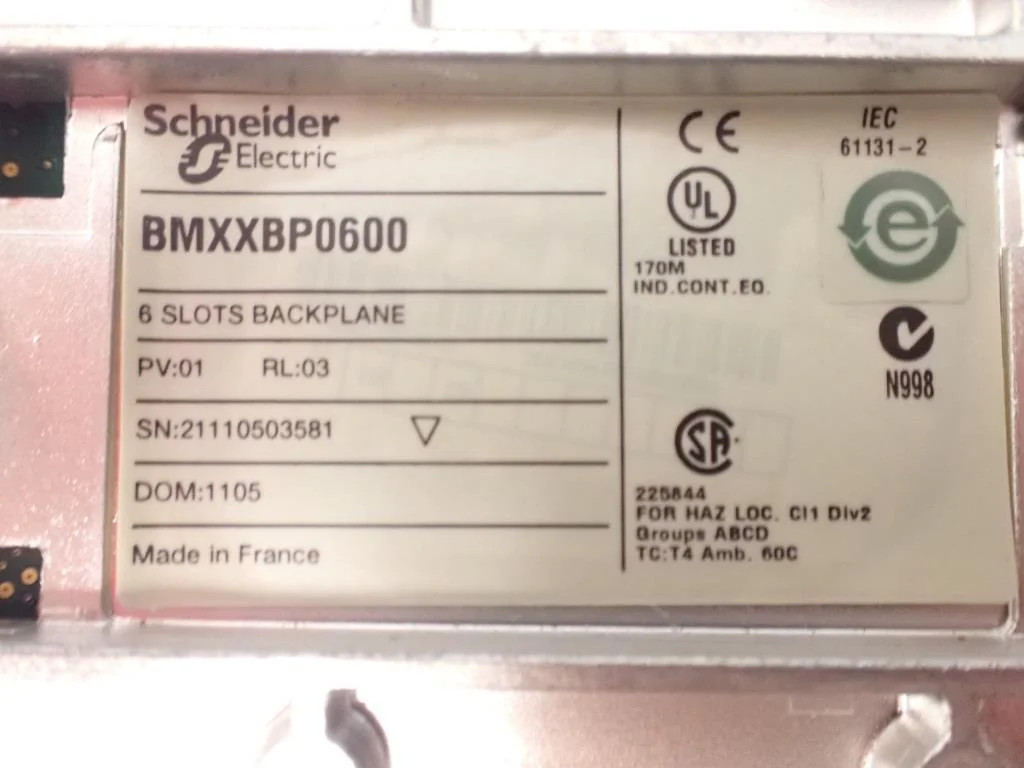 Schneider
Electric
BMXXBP0600
6 SLOTS BACKPLANE
PV:01 RL:03
SN:21110503581
DOM:1105
Made in France
CE
UL
LISTED
170M
IND.CONT.EQ.
IEC
61131-2
e
N998
SA
225844
FOR HAZ LOC. Cl1 Div2
Groups ABCD
TC:T4 Amb. 60C